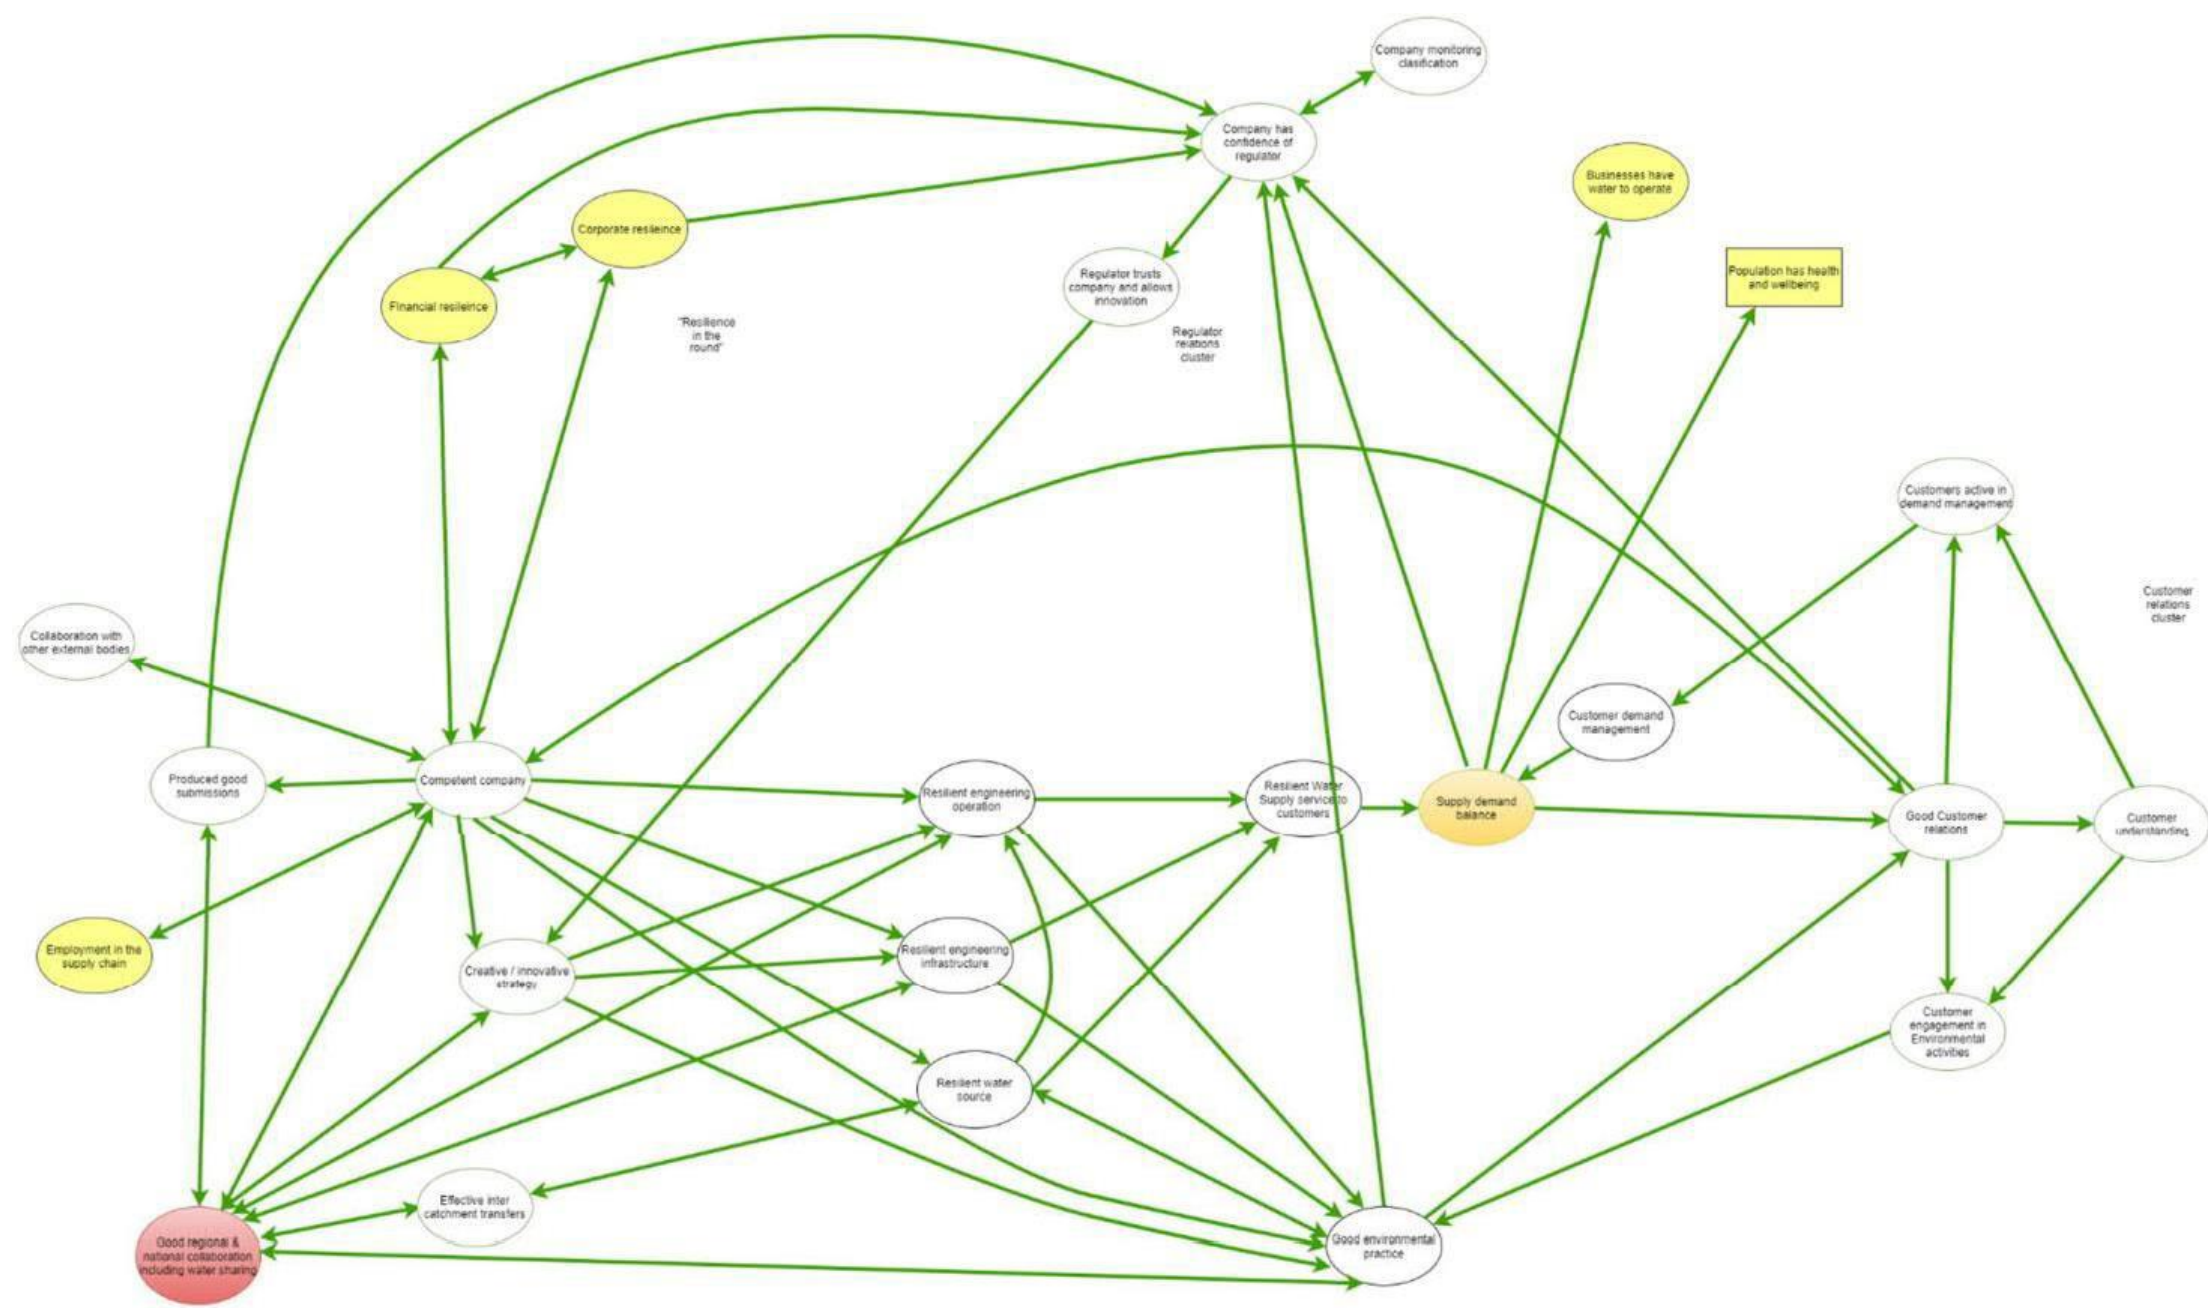 Company monitoring
clasification
Company has
confidence of
regulator
Businesses have
water to operate
Corporate resileince
Population has health
and wellbeing
Regulator trusts
company and allows
innovation
Financial resileince
"Resilience
in the
round"
Regulator
relations
cluster
Customers active in
demand management
Customer
relations
cluster
Collaboration with
other external bodies
Customer demand
management
Produced good
submissions
Competent company
Resilient engineering
operation
Resilient Water
Supply service to
customers
Supply demand
balance
Good Customer
relations
Customer
understanding
Employment in the
supply chain
Creative / innovative
strategy
Resilient engineering
infrastructure
Customer
engagement in
Environmental
activities
Resilient water
source
Effective inter
catchment transfers
Good regional &
national collaboration
including water sharing
Good environmental
practice